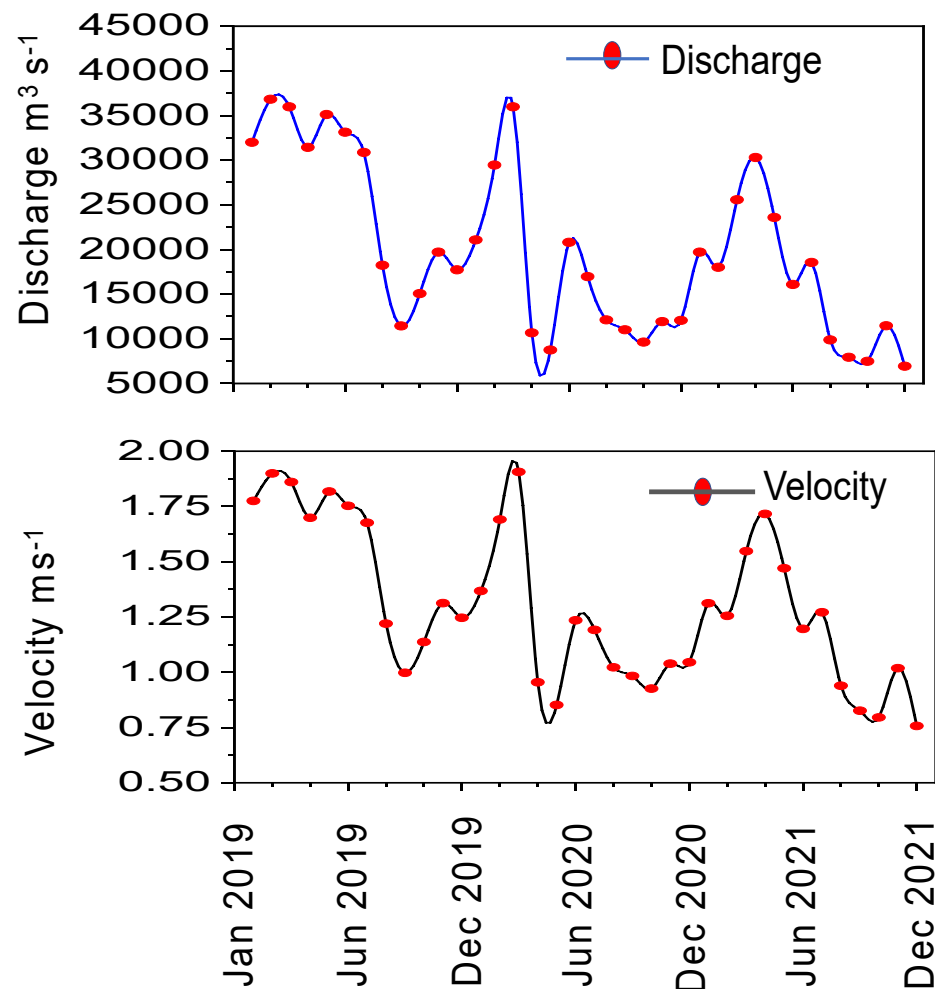 Discharge m³ s⁻¹
45000
40000
35000
30000
25000
20000
15000
10000
5000
Discharge
Velocity ms⁻¹
2.00
1.75
1.50
1.25
1.00
0.75
0.50
Velocity
Jan 2019
Jun 2019
Dec 2019
Jun 2020
Dec 2020
Jun 2021
Dec 2021